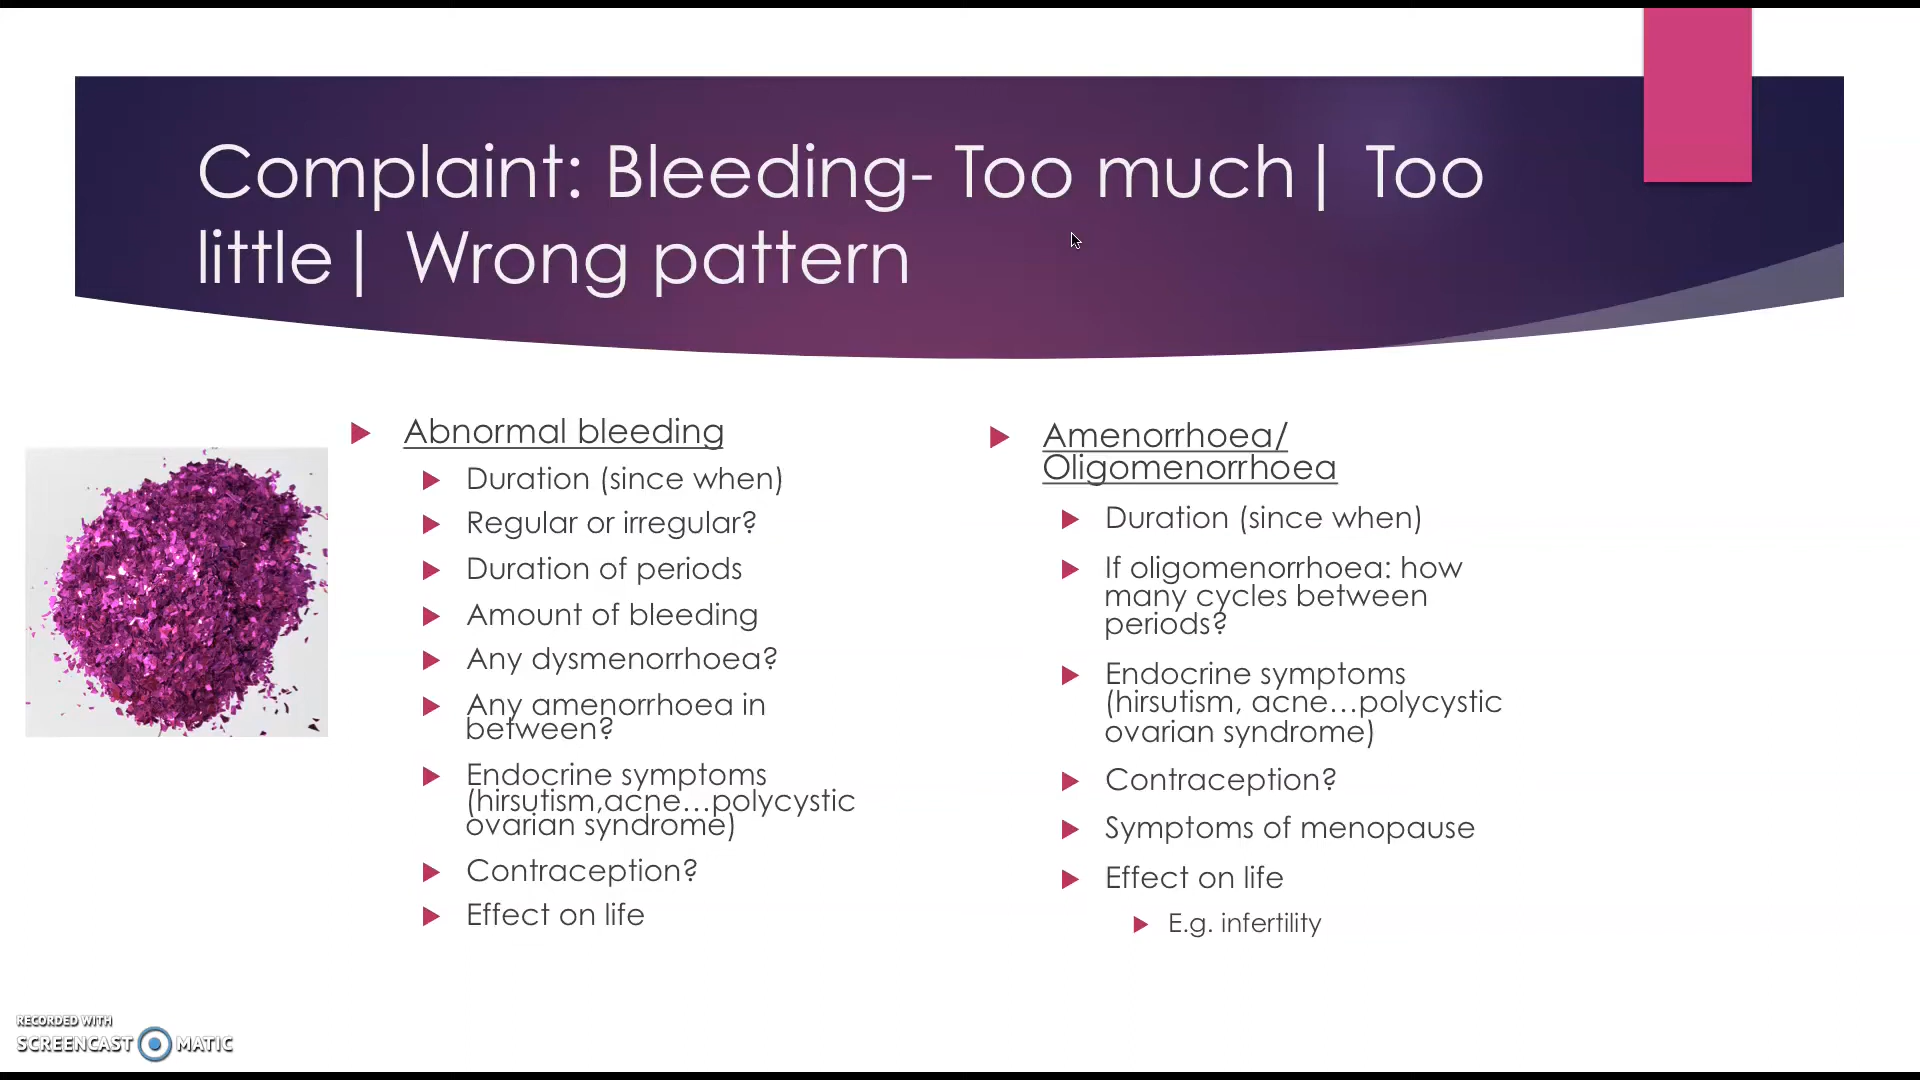 Complaint: Bleeding- Too much| Too
little| Wrong pattern
Abnormal bleeding
Duration (since when)
Regular or irregular?
Duration of periods
Amount of bleeding
Any dysmenorrhoea?
Any amenorrhoea in
between?
Endocrine symptoms
(hirsutism,acne...polycystic
ovarian syndrome)
Contraception?
Effect on life
Amenorrhoea/
Oligomenorrhoea
Duration (since when)
If oligomenorrhoea: how
many cycles between
periods?
Endocrine symptoms
(hirsutism, acne...polycystic
ovarian syndrome)
Contraception?
Symptoms of menopause
Effect on life
E.g. infertility
RECORDED WITH
SCREENCAST MATIC